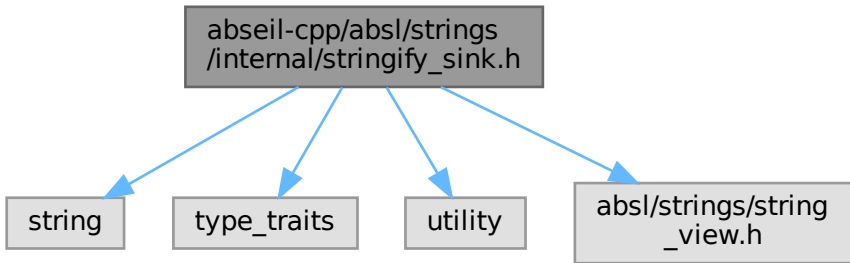 abseil-cpp/absl/strings
/internal/stringify_sink.h
string
type_traits
utility
absl/strings/string
_view.h